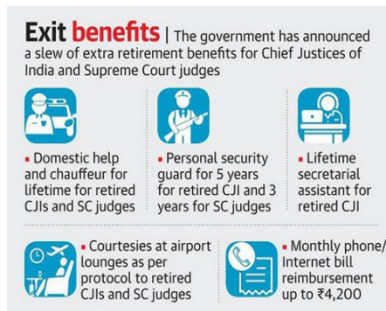 Exit benefits | The government has announced
a slew of extra retirement benefits for Chief Justices of
India and Supreme Court judges
▪ Domestic help
and chauffeur for
lifetime for retired
CJIs and SC judges
▪ Personal security
guard for 5 years
for retired CJI and 3
years for SC judges
▪ Lifetime
secretarial
assistant for
retired CJI
▪ Courtesies at airport
lounges as per
protocol to retired
CJIs and SC judges
▪ Monthly phone/
Internet bill
reimbursement
up to ₹4,200